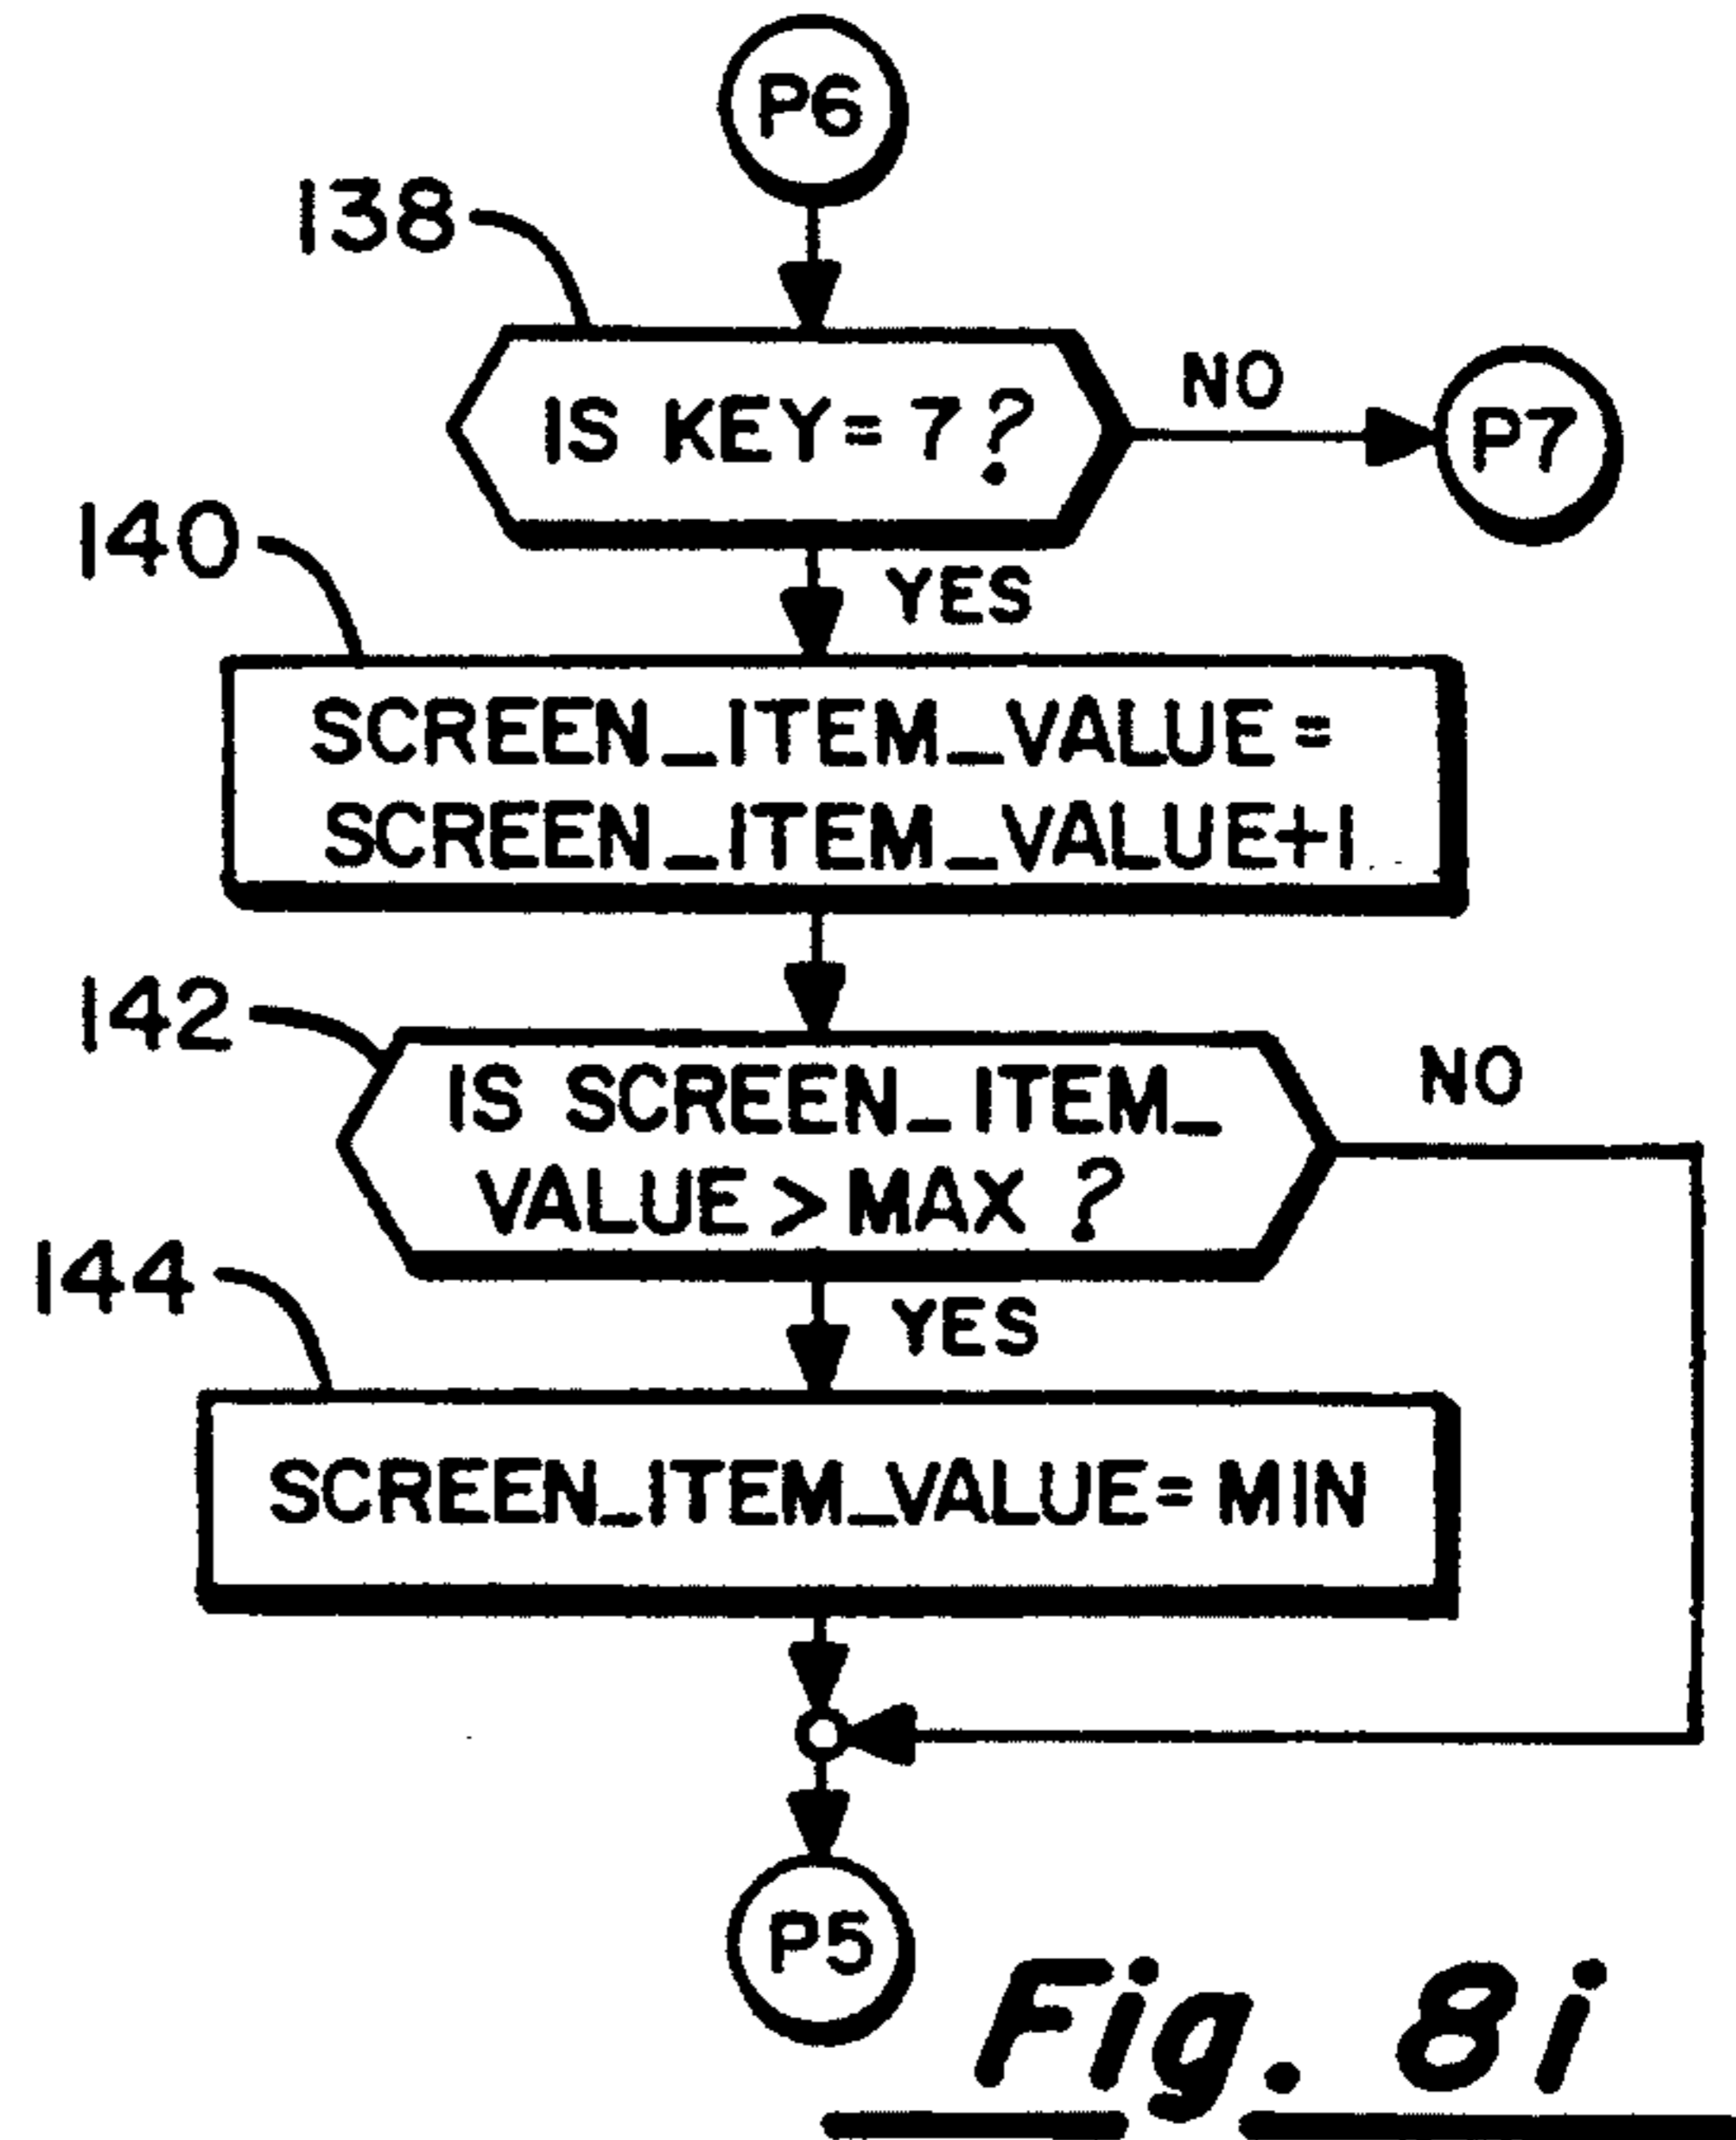 P6
138
IS KEY=7?
NO
P7
140
YES
SCREEN_ITEM_VALUE=
SCREEN_ITEM_VALUE+1
142
IS SCREEN_ITEM_
VALUE>MAX ?
NO
144
YES
SCREEN_ITEM_VALUE=MIN
P5
Fig. 8i